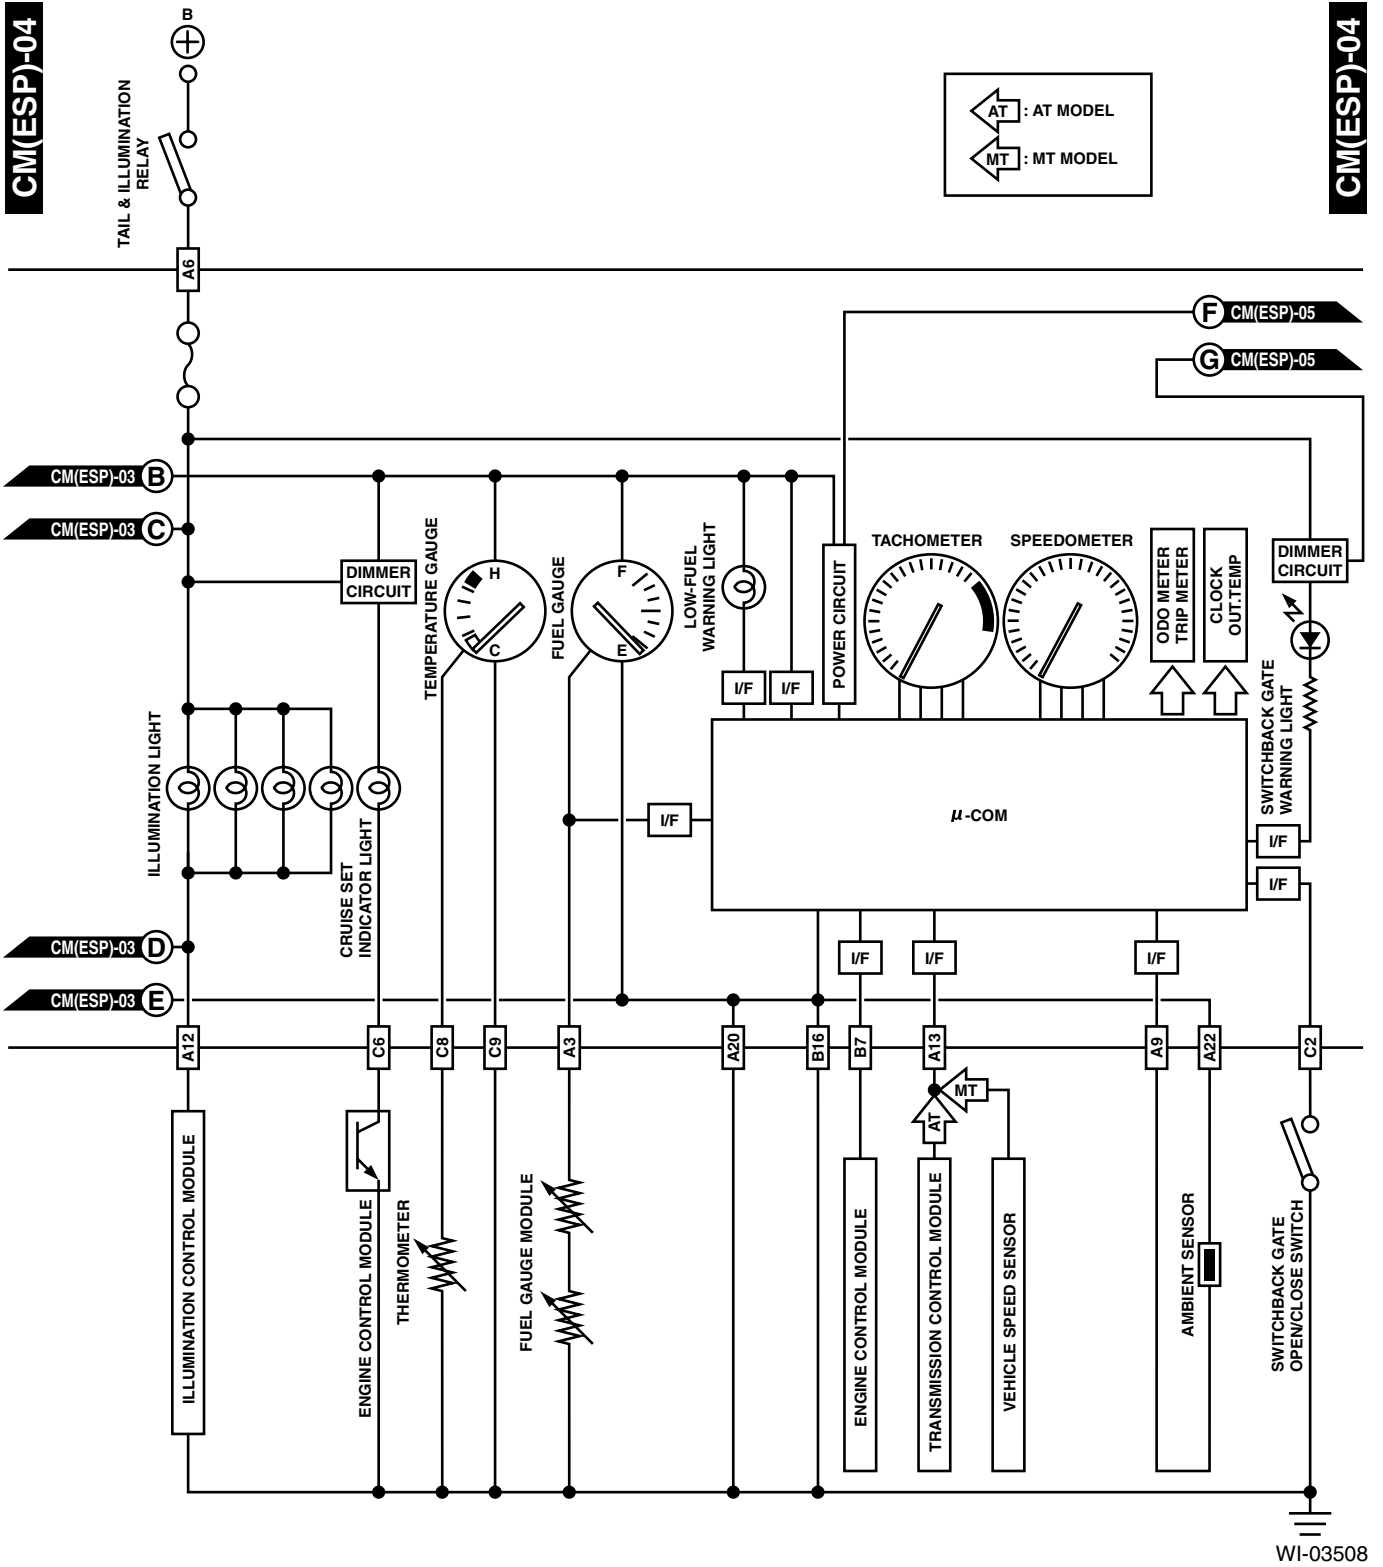 CM(ESP)-04
CM(ESP)-04
B
TAIL & ILLUMINATION
RELAY
AT : AT MODEL
MT : MT MODEL
A6
F CM(ESP)-05
G CM(ESP)-05
CM(ESP)-03 B
CM(ESP)-03 C
DIMMER
CIRCUIT
TEMPERATURE GAUGE
H
C
FUEL GAUGE
F
E
LOW-FUEL
WARNING LIGHT
I/F
I/F
POWER CIRCUIT
TACHOMETER
SPEEDOMETER
ODO METER
TRIP METER
CLOCK
OUT.TEMP
DIMMER
CIRCUIT
SWITCHBACK GATE
WARNING LIGHT
ILLUMINATION LIGHT
CRUISE SET
INDICATOR LIGHT
I/F
μ-COM
I/F
I/F
CM(ESP)-03 D
I/F
I/F
I/F
CM(ESP)-03 E
A12
C6
C8
C9
A3
A20
B16
B7
A13
A9
A22
C2
MT
AT
ILLUMINATION CONTROL MODULE
ENGINE CONTROL MODULE
THERMOMETER
FUEL GAUGE MODULE
ENGINE CONTROL MODULE
TRANSMISSION CONTROL MODULE
VEHICLE SPEED SENSOR
AMBIENT SENSOR
SWITCHBACK GATE
OPEN/CLOSE SWITCH
WI-03508